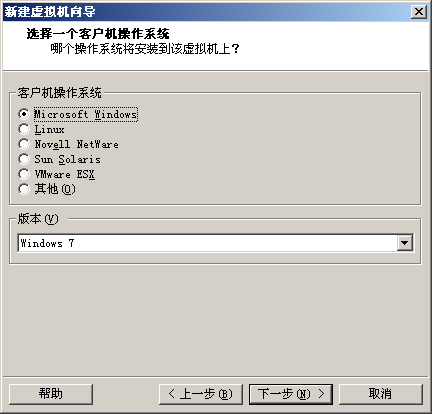 新建虚拟机向导
选择一个客户机操作系统
哪个操作系统将安装到该虚拟机上？
客户机操作系统
Microsoft Windows
Linux
Novell NetWare
Sun Solaris
VMware ESX
其他(O)
版本(V)
Windows 7
帮助
< 上一步(B)
下一步(N) >
取消